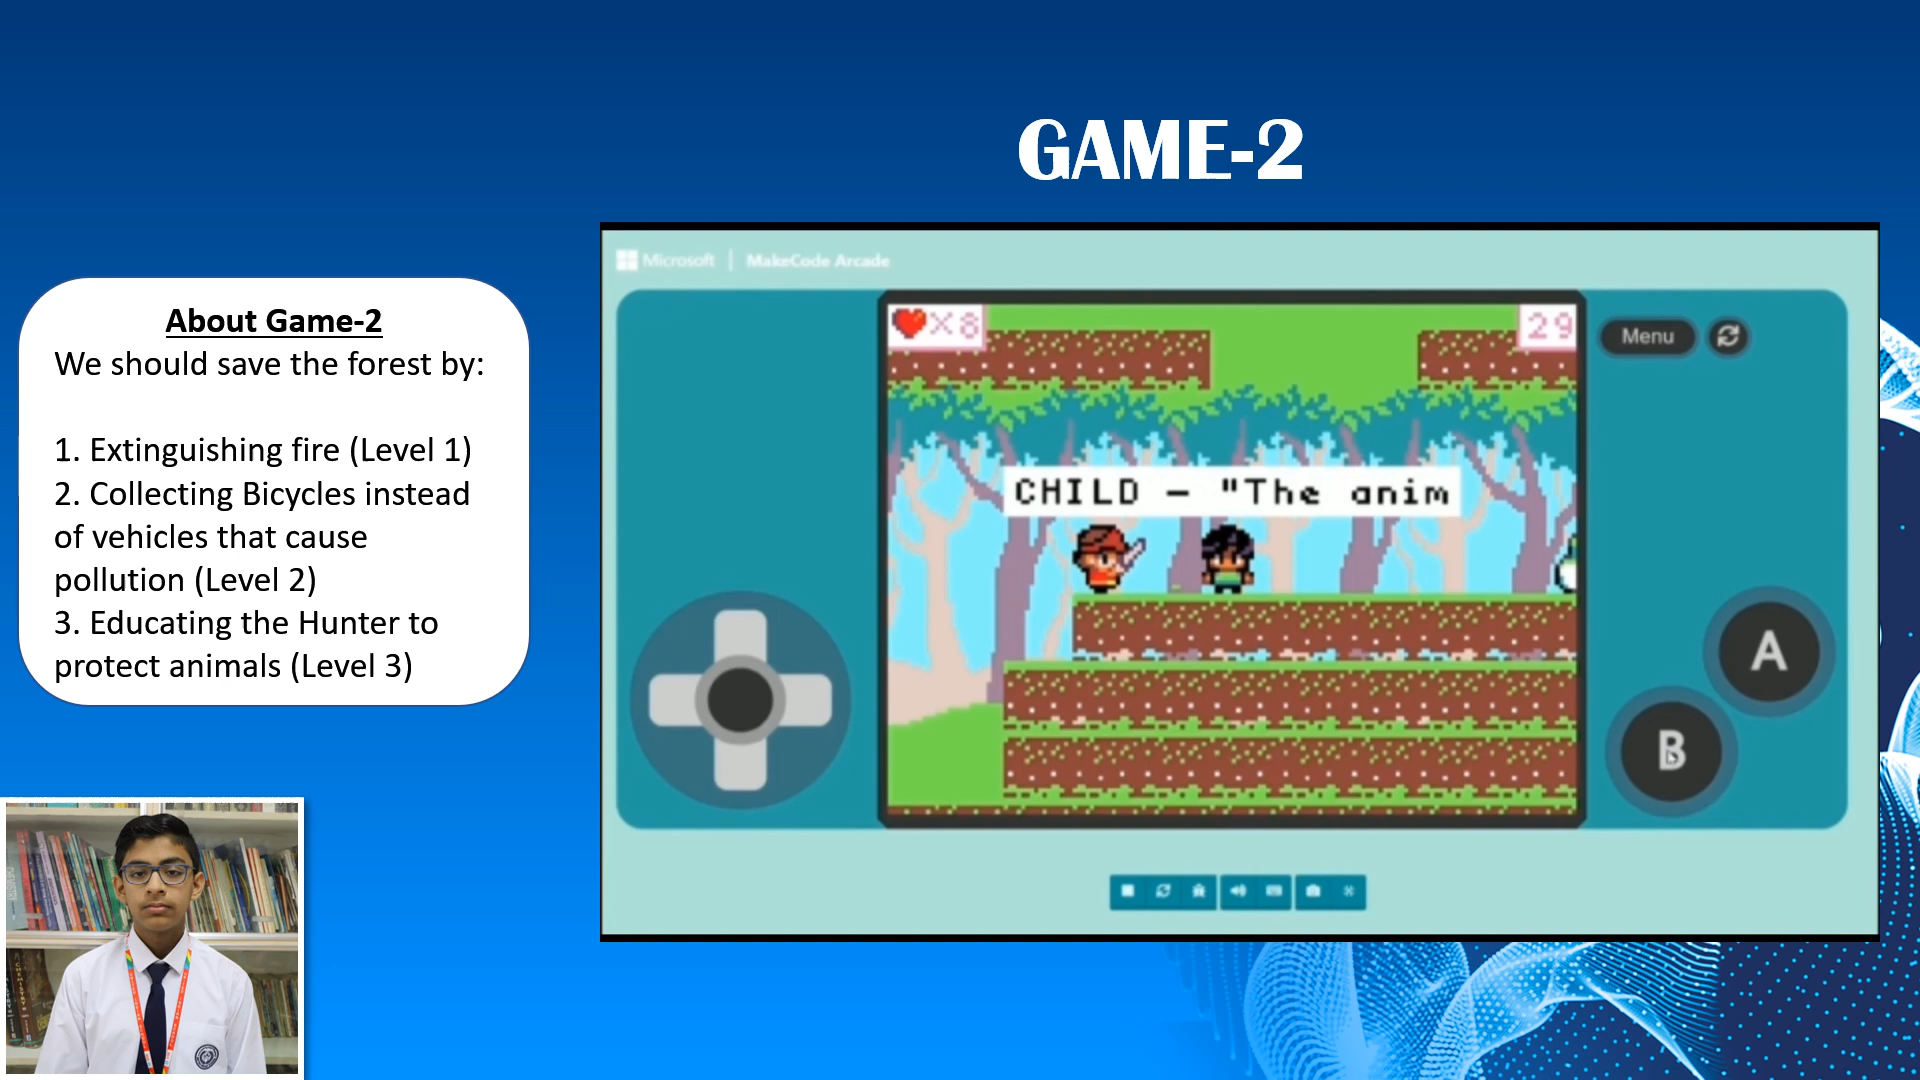 GAME-2
Microsoft | MakeCode Arcade
About Game-2
We should save the forest by:
1. Extinguishing fire (Level 1)
2. Collecting Bicycles instead
of vehicles that cause
pollution (Level 2)
3. Educating the Hunter to
protect animals (Level 3)
×8
29
Menu
CHILD - "The anim
A
B
CHEMISTRY